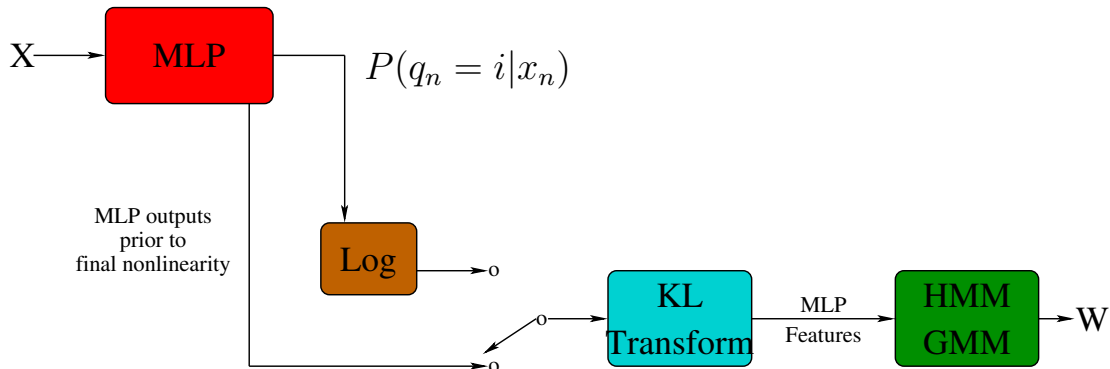 X
MLP
P(q_n = i|x_n)
MLP outputs
prior to
final nonlinearity
Log
o
o
o
KL
Transform
MLP
Features
HMM
GMM
W